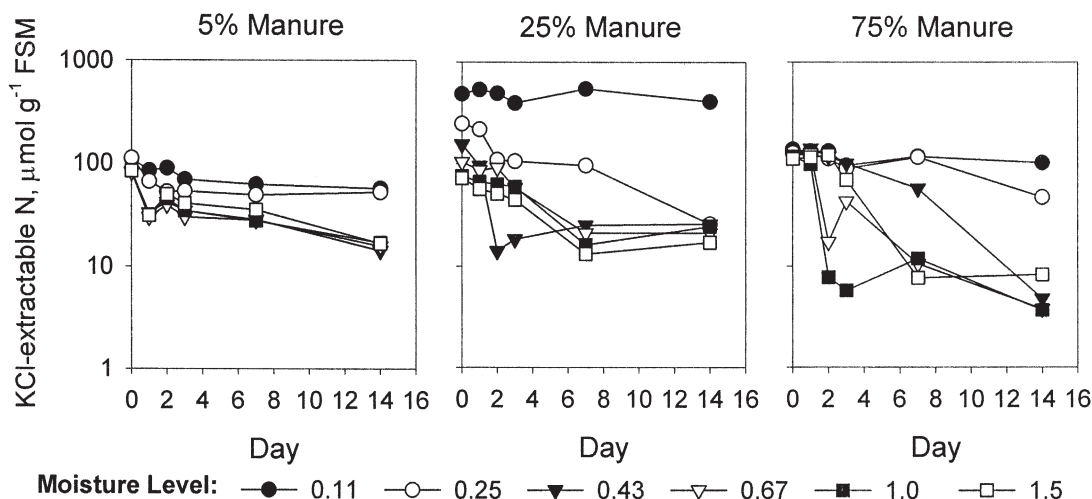 5% Manure 25% Manure 75% Manure
KCl-extractable N, μmol g⁻¹ FSM
1000
100
10
1
0 2 4 6 8 10 12 14 16 0 2 4 6 8 10 12 14 16 0 2 4 6 8 10 12 14 16
Day Day Day
Moisture Level: 0.11 0.25 0.43 0.67 1.0 1.5